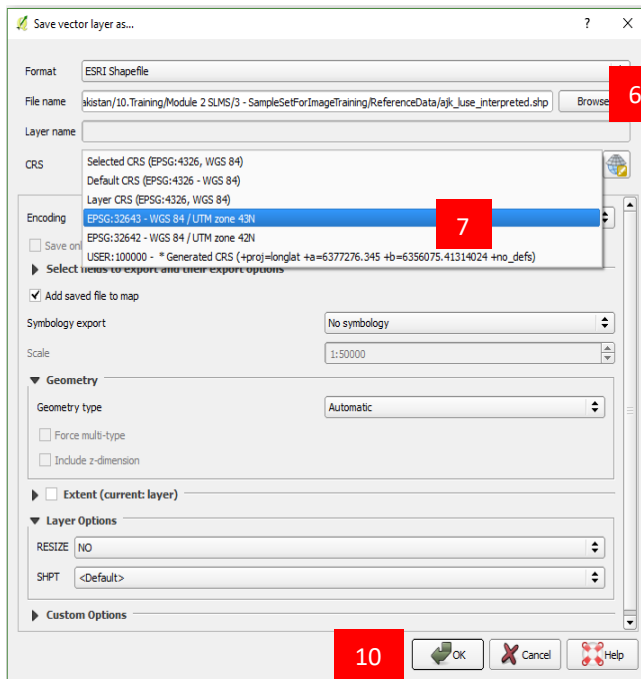 Save vector layer as...
? X
Format ESRI Shapefile
File name akistan/10.Training/Module 2 SLMS/3 - SampleSetForImageTraining/ReferenceData/ajk_luse_interpreted.shp Browse 6
Layer name
CRS
Selected CRS (EPSG:4326, WGS 84)
Default CRS (EPSG:4326 - WGS 84)
Layer CRS (EPSG:4326, WGS 84)
EPSG:32643 - WGS 84 / UTM zone 43N 7
EPSG:32642 - WGS 84 / UTM zone 42N
USER:100000 - * Generated CRS (+proj=longlat +a=6377276.345 +b=6356075.41314024 +no_defs)
Encoding
Save onl
Select fields to export and their export options
Add saved file to map
Symbology export No symbology
Scale 1:50000
Geometry
Geometry type Automatic
Force multi-type
Include z-dimension
Extent (current: layer)
Layer Options
RESIZE NO
SHPT <Default>
Custom Options
10 OK Cancel Help